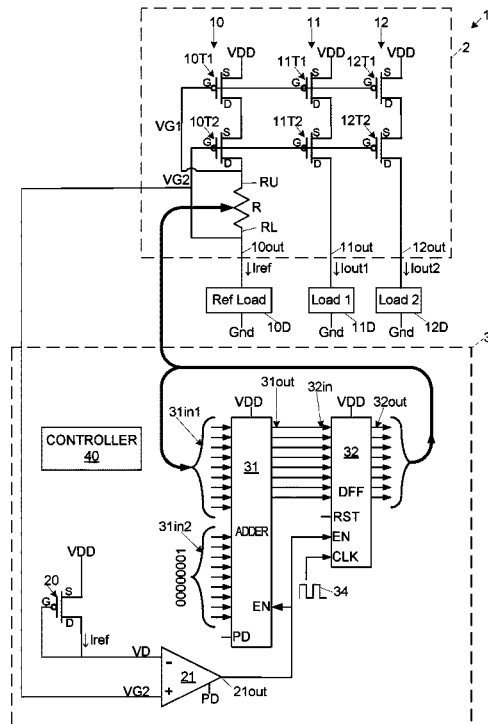 10 11 12 1
VDD VDD VDD 2
10T1 11T1 12T1
S S S
G G G
D D D
10T2 11T2 12T2
VG1
S S S
G G G
D D D
VG2
RU
R
RL
10out 11out 12out
↓Iref ↓Iout1 ↓Iout2
Ref Load Load 1 Load 2
10D 11D 12D
Gnd Gnd Gnd
3
31out 32in 32out
VDD VDD
31in1
CONTROLLER
40
31 32
DFF
31in2 ADDER RST
EN
CLK
00000001
34
VDD
20
S
G
D
EN
PD
↓Iref
VD -
21
VG2 +
PD
21out